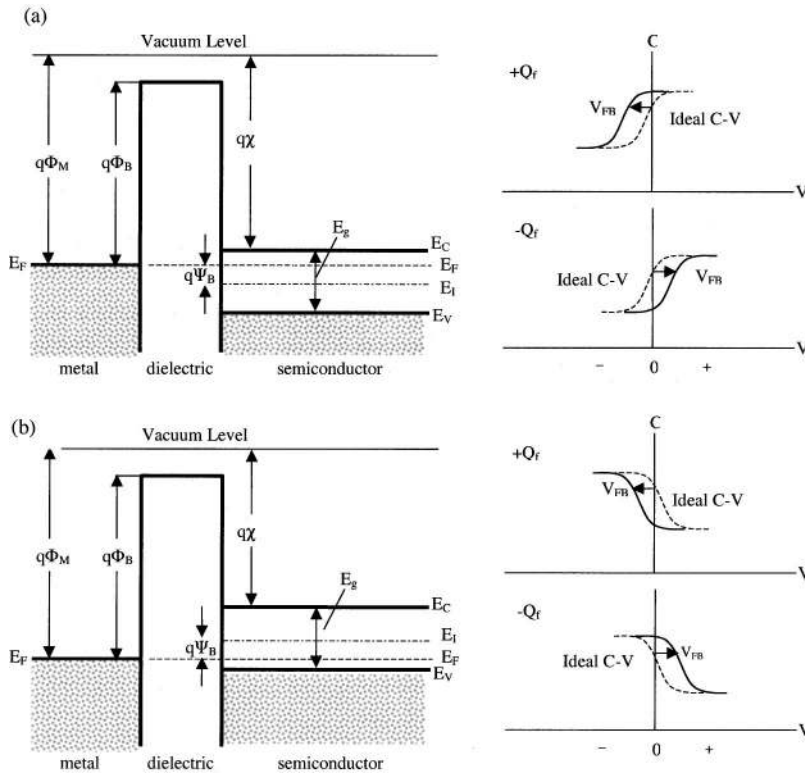 (a)
Vacuum Level
qΦM
qΦB
qχ
Eg
EC
EF
EF
qΨB
EI
EV
metal dielectric semiconductor
C
+Qf
VFB
Ideal C-V
V
-Qf
Ideal C-V
VFB
V
− 0 +
(b)
Vacuum Level
qΦM
qΦB
qχ
Eg
EC
EI
qΨB
EF
EF
EV
metal dielectric semiconductor
C
+Qf
VFB
Ideal C-V
V
-Qf
VFB
Ideal C-V
V
− 0 +